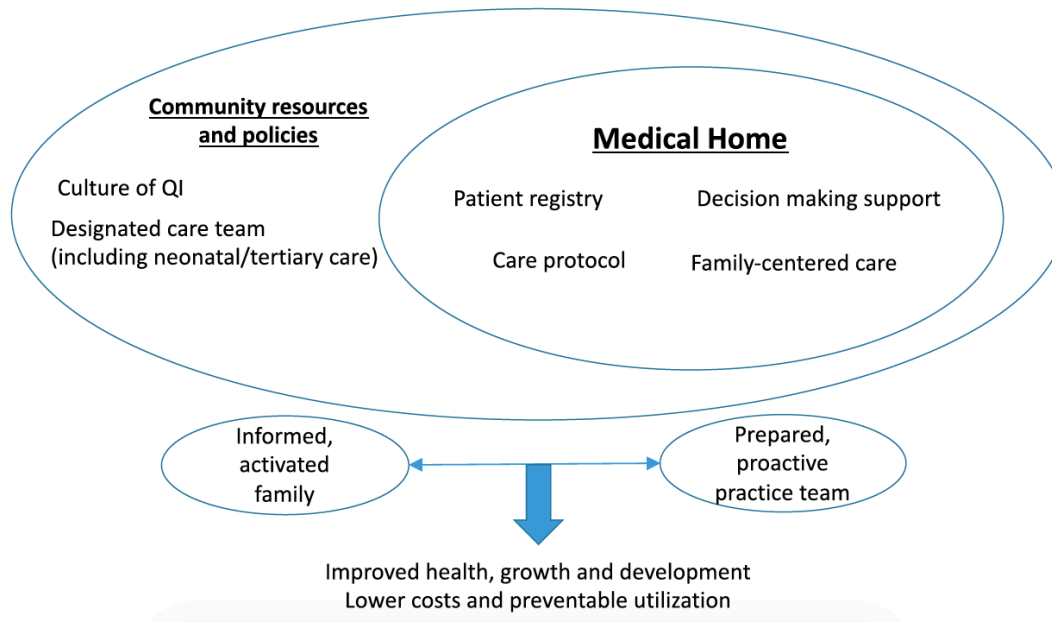 Community resources
and policies
Culture of QI
Designated care team
(including neonatal/tertiary care)
Medical Home
Patient registry
Decision making support
Care protocol
Family-centered care
Informed,
activated
family
Prepared,
proactive
practice team
Improved health, growth and development
Lower costs and preventable utilization